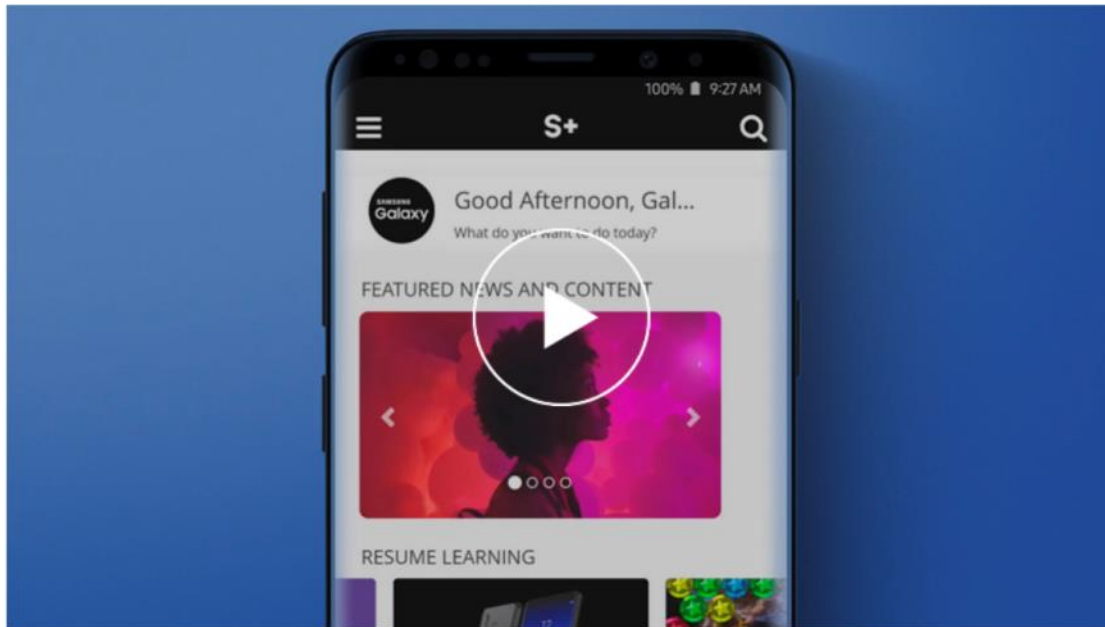 100% 9:27 AM
S+
SAMSUNG
Galaxy
Good Afternoon, Gal...
What do you want to do today?
FEATURED NEWS AND CONTENT
RESUME LEARNING
12